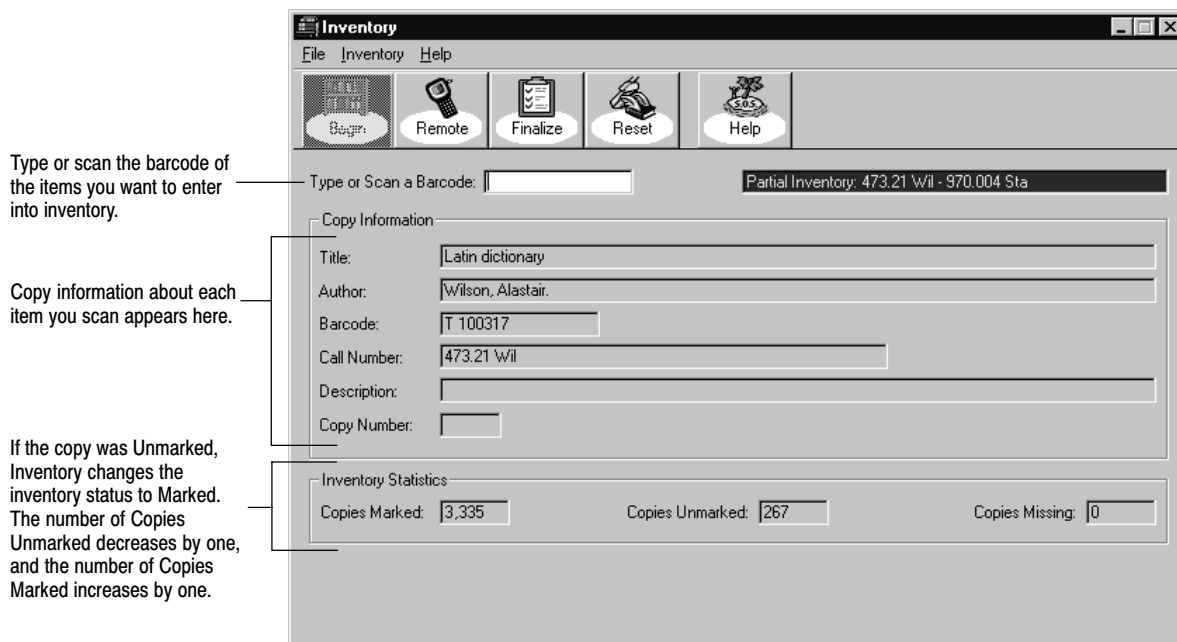 Inventory
File Inventory Help
Begin Remote Finalize Reset S.O.S. Help
Type or scan the barcode of
the items you want to enter
into inventory.
Type or Scan a Barcode: Partial Inventory: 473.21 Wil - 970.004 Sta
Copy Information
Title: Latin dictionary
Author: Wilson, Alastair.
Barcode: T 100317
Call Number: 473.21 Wil
Description:
Copy Number:
Copy information about each
item you scan appears here.
If the copy was Unmarked,
Inventory changes the
inventory status to Marked.
The number of Copies
Unmarked decreases by one,
and the number of Copies
Marked increases by one.
Inventory Statistics
Copies Marked: 3,335 Copies Unmarked: 267 Copies Missing: 0